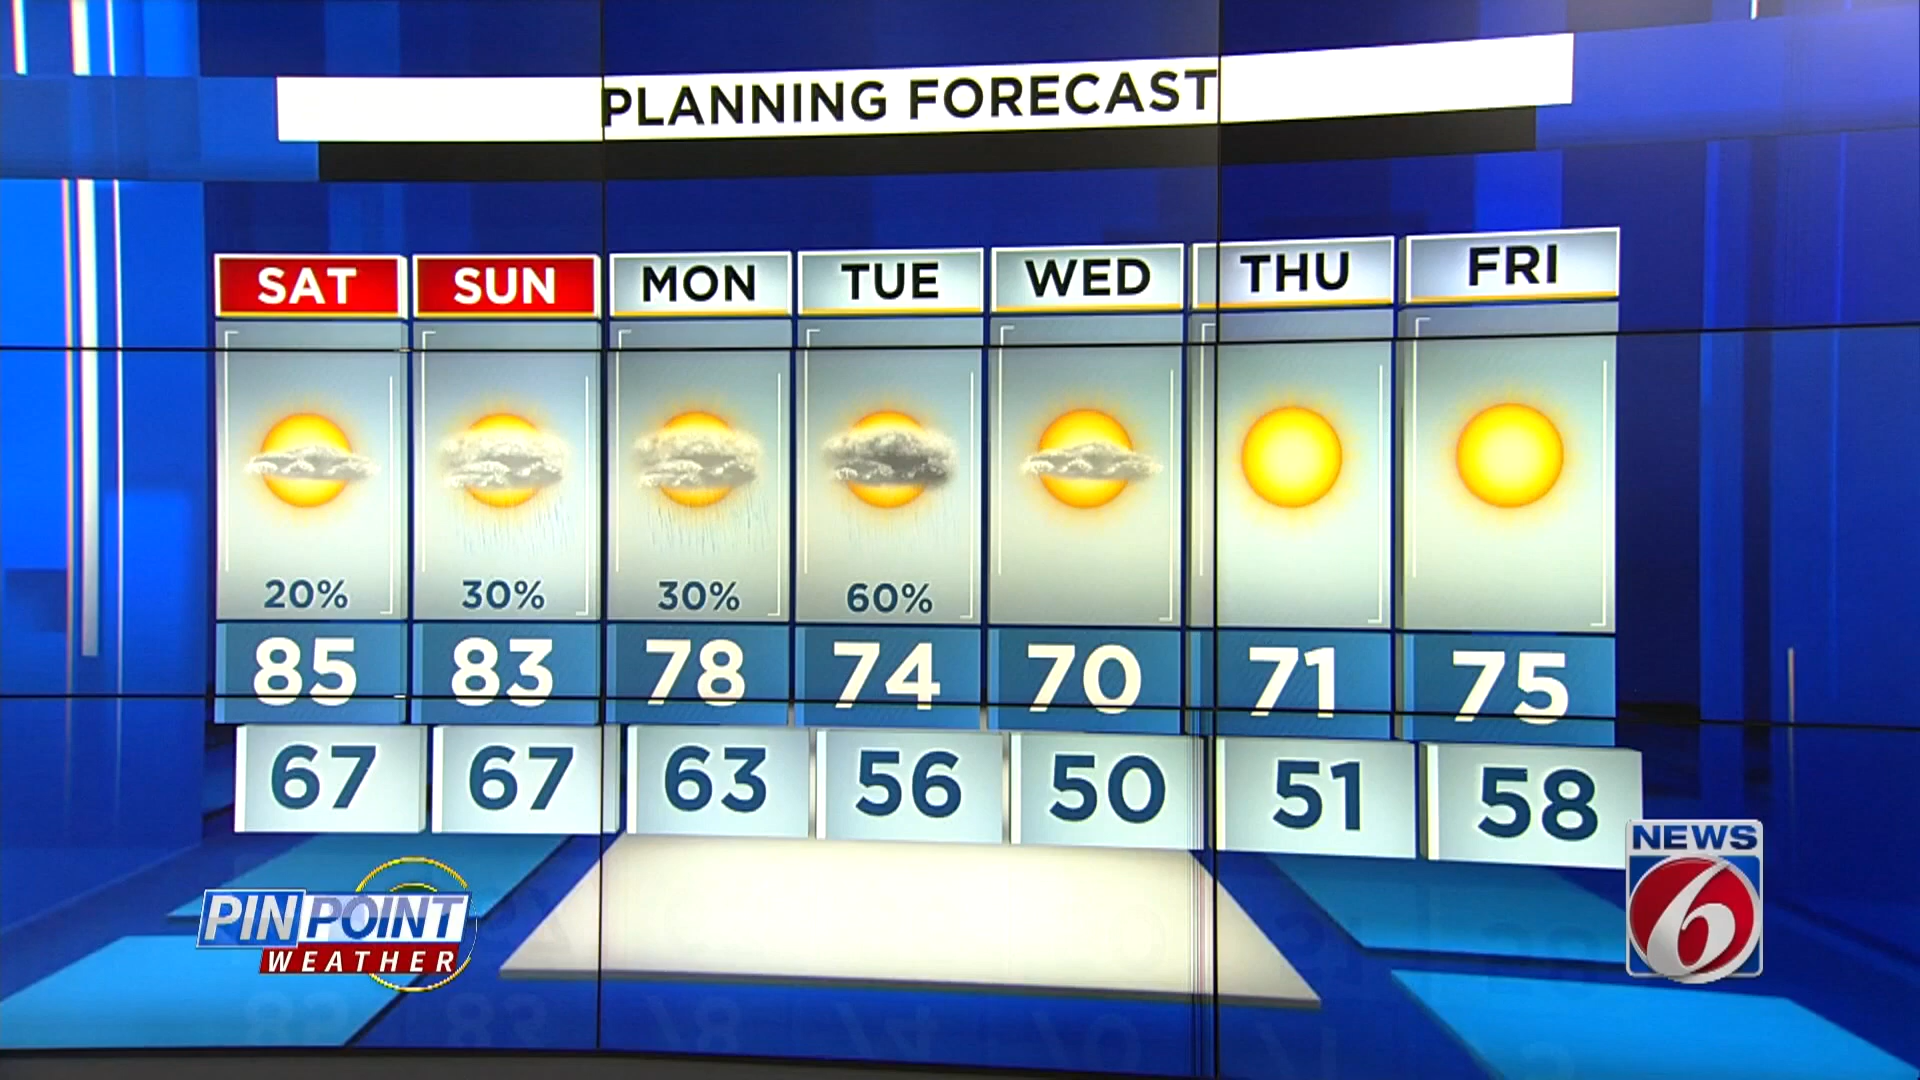 PLANNING FORECAST
SAT SUN MON TUE WED THU FRI
20% 30% 30% 60%
85 83 78 74 70 71 75
67 67 63 56 50 51 58
PINPOINT
WEATHER
NEWS
6